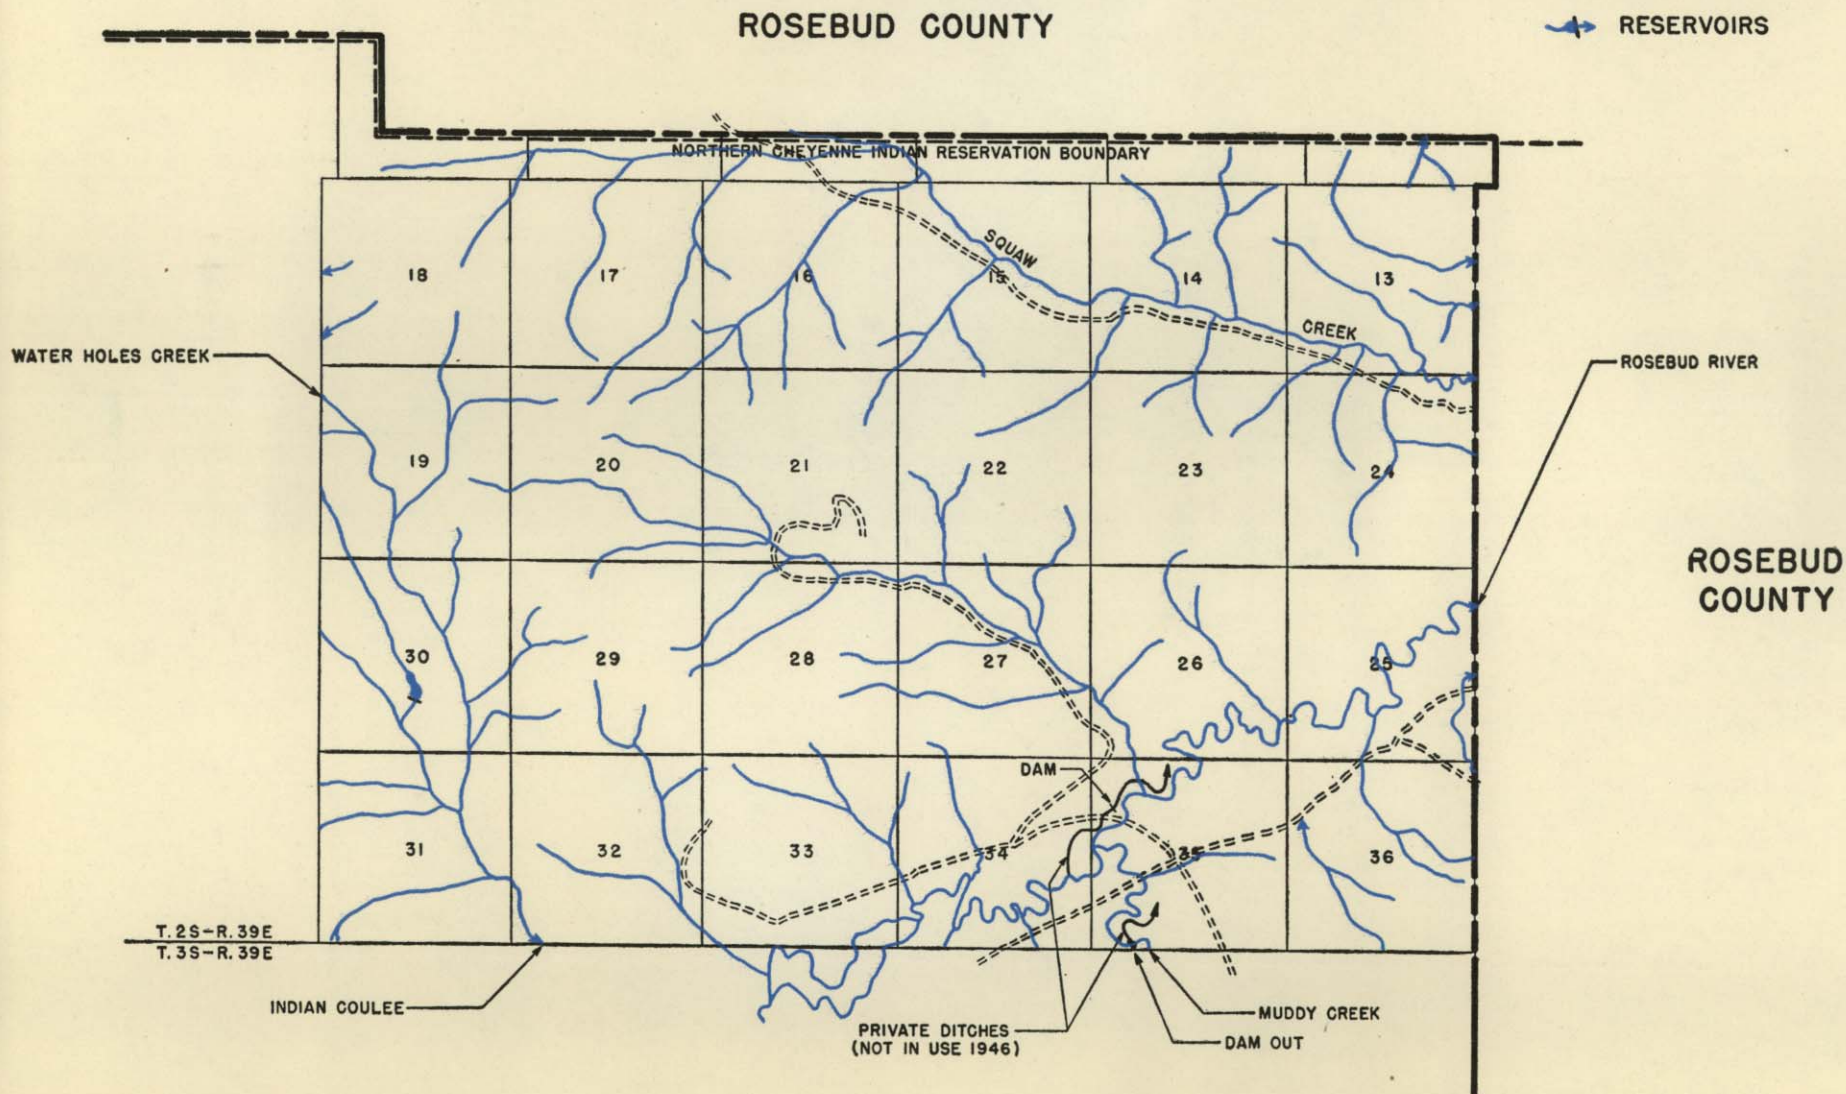 ROSEBUD COUNTY
RESERVOIRS
NORTHERN CHEYENNE INDIAN RESERVATION BOUNDARY
SQUAW
CREEK
18
17
16
15
14
13
WATER HOLES CREEK
ROSEBUD RIVER
19
20
21
22
23
24
ROSEBUD
COUNTY
30
29
28
27
26
25
DAM
31
32
33
34
35
36
T. 2S-R. 39E
T. 3S-R. 39E
INDIAN COULEE
PRIVATE DITCHES
(NOT IN USE 1946)
MUDDY CREEK
DAM OUT